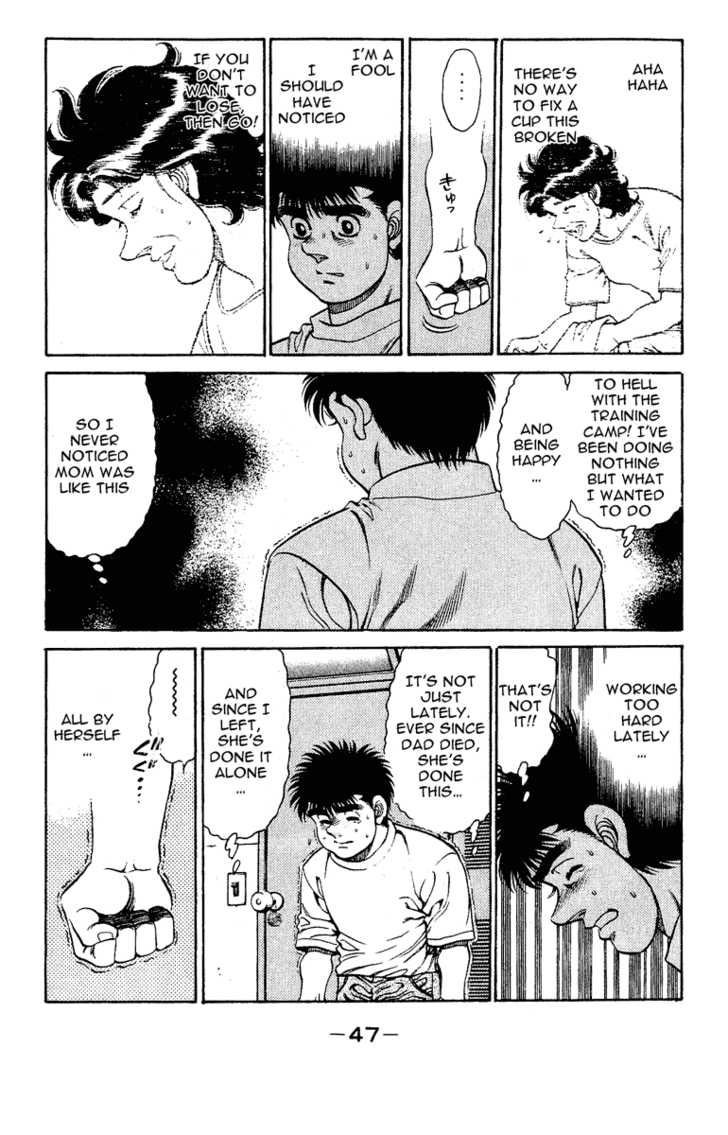 AHA
HAHA
THERE'S
NO WAY
TO FIX A
CUP THIS
BROKEN
....
きゅっ
I'M A
FOOL
I
SHOULD
HAVE
NOTICED
IF YOU
DON'T
WANT TO
LOSE,
THEN GO!
TO HELL
WITH THE
TRAINING
CAMP! I'VE
BEEN DOING
NOTHING
BUT WHAT
I WANTED
TO DO
AND
BEING
HAPPY
...
SO I
NEVER
NOTICED
MOM WAS
LIKE THIS
WORKING
TOO
HARD
LATELY
...
THAT'S
NOT
IT!!
IT'S NOT
JUST
LATELY.
EVER SINCE
DAD DIED,
SHE'S
DONE
THIS...
AND
SINCE I
LEFT,
SHE'S
DONE IT
ALONE
...
ALL BY
HERSELF
...
ぐぐ...
-47-